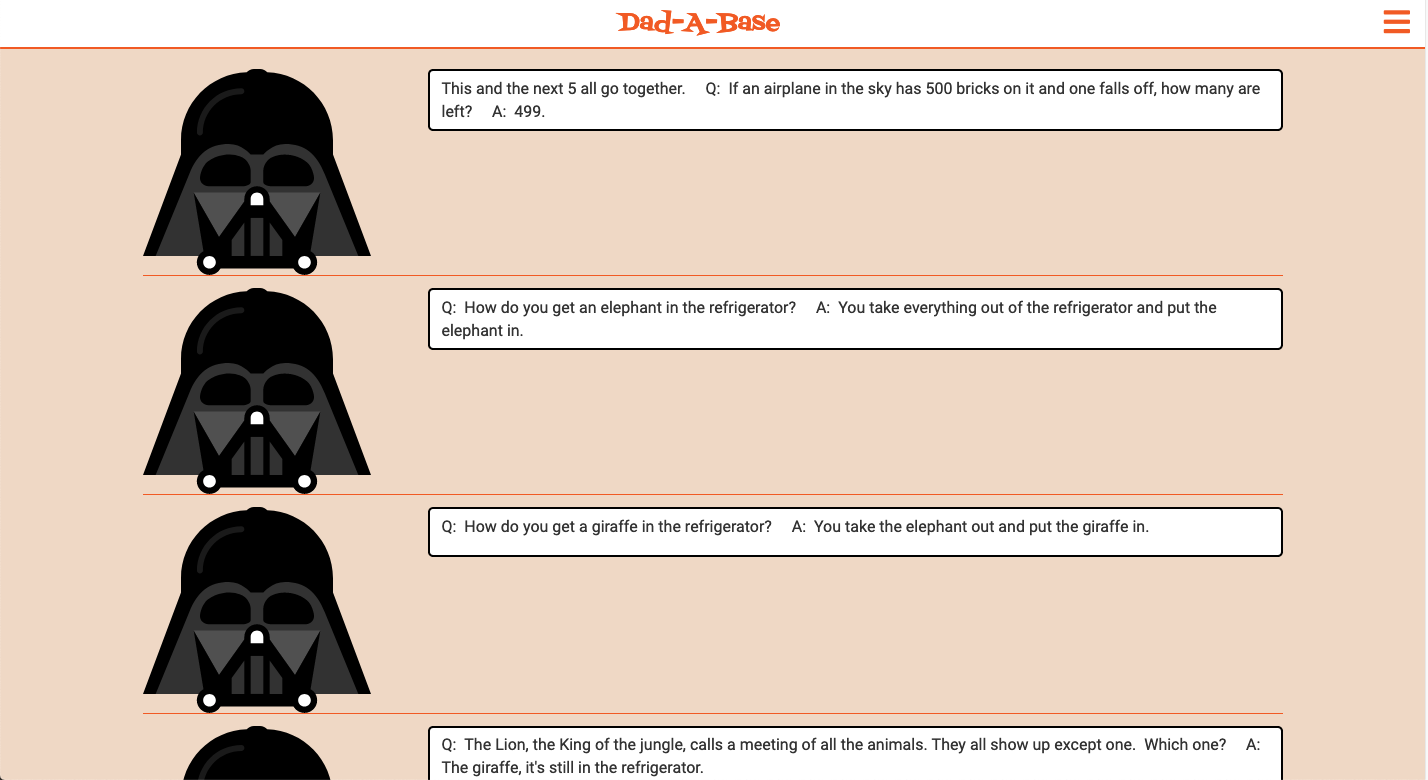 Dad-A-Base
This and the next 5 all go together. Q: If an airplane in the sky has 500 bricks on it and one falls off, how many are
left? A: 499.
Q: How do you get an elephant in the refrigerator? A: You take everything out of the refrigerator and put the
elephant in.
Q: How do you get a giraffe in the refrigerator? A: You take the elephant out and put the giraffe in.
Q: The Lion, the King of the jungle, calls a meeting of all the animals. They all show up except one. Which one? A:
The giraffe, it's still in the refrigerator.